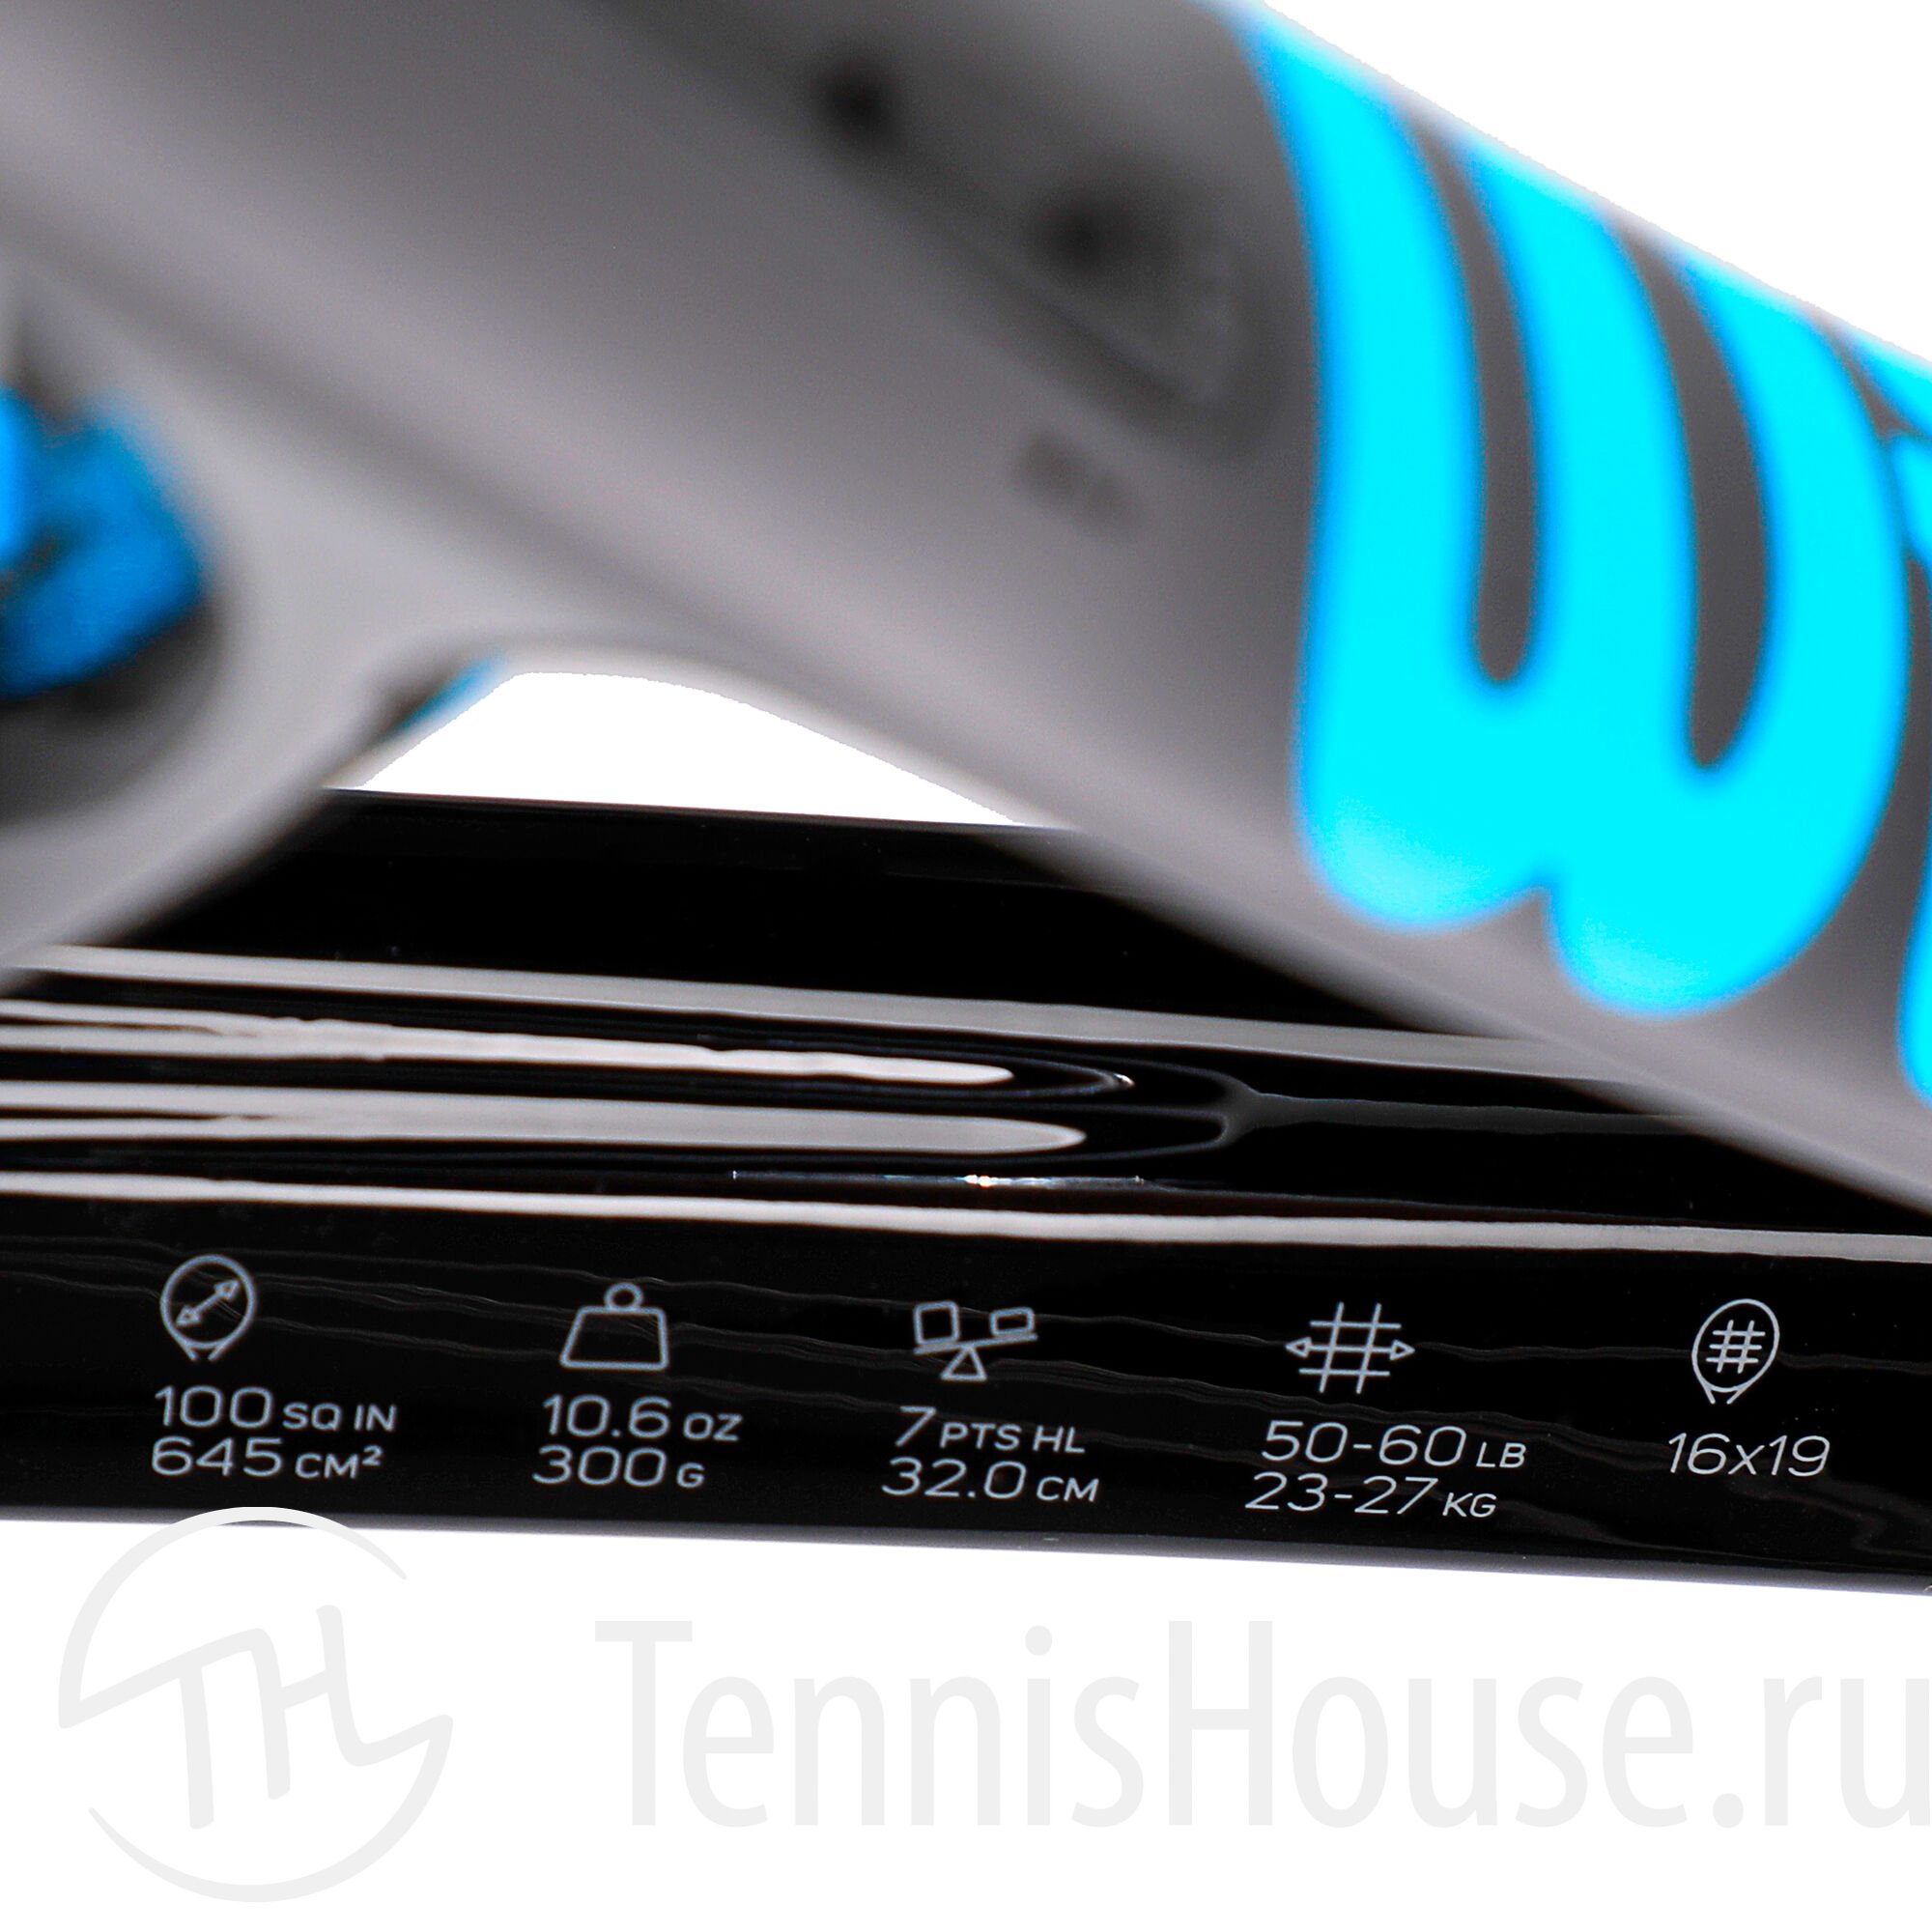 100 SQ IN
645 CM²
10.6 OZ
300 G
7 PTS HL
32.0 CM
50-60 LB
23-27 KG
16x19
TH
TennisHouse.ru